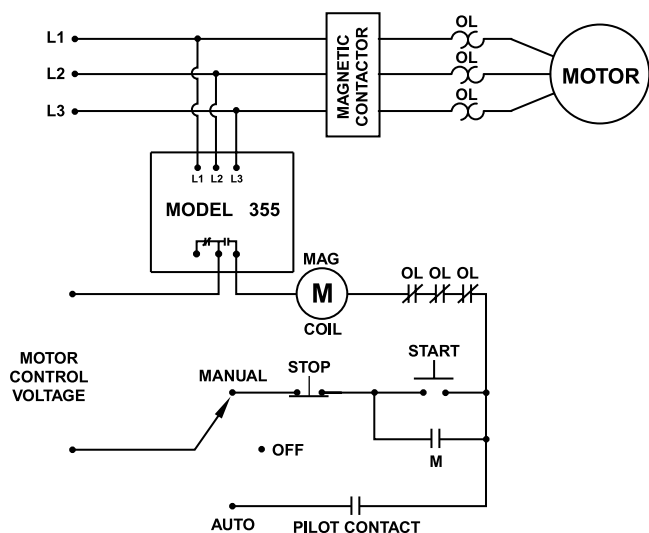 L1
L2
L3
MAGNETIC
CONTACTOR
OL
OL
OL
MOTOR
L1 L2 L3
MODEL 355
MAG
M
COIL
OL OL OL
MOTOR
CONTROL
VOLTAGE
MANUAL
STOP
START
OFF
M
AUTO
PILOT CONTACT